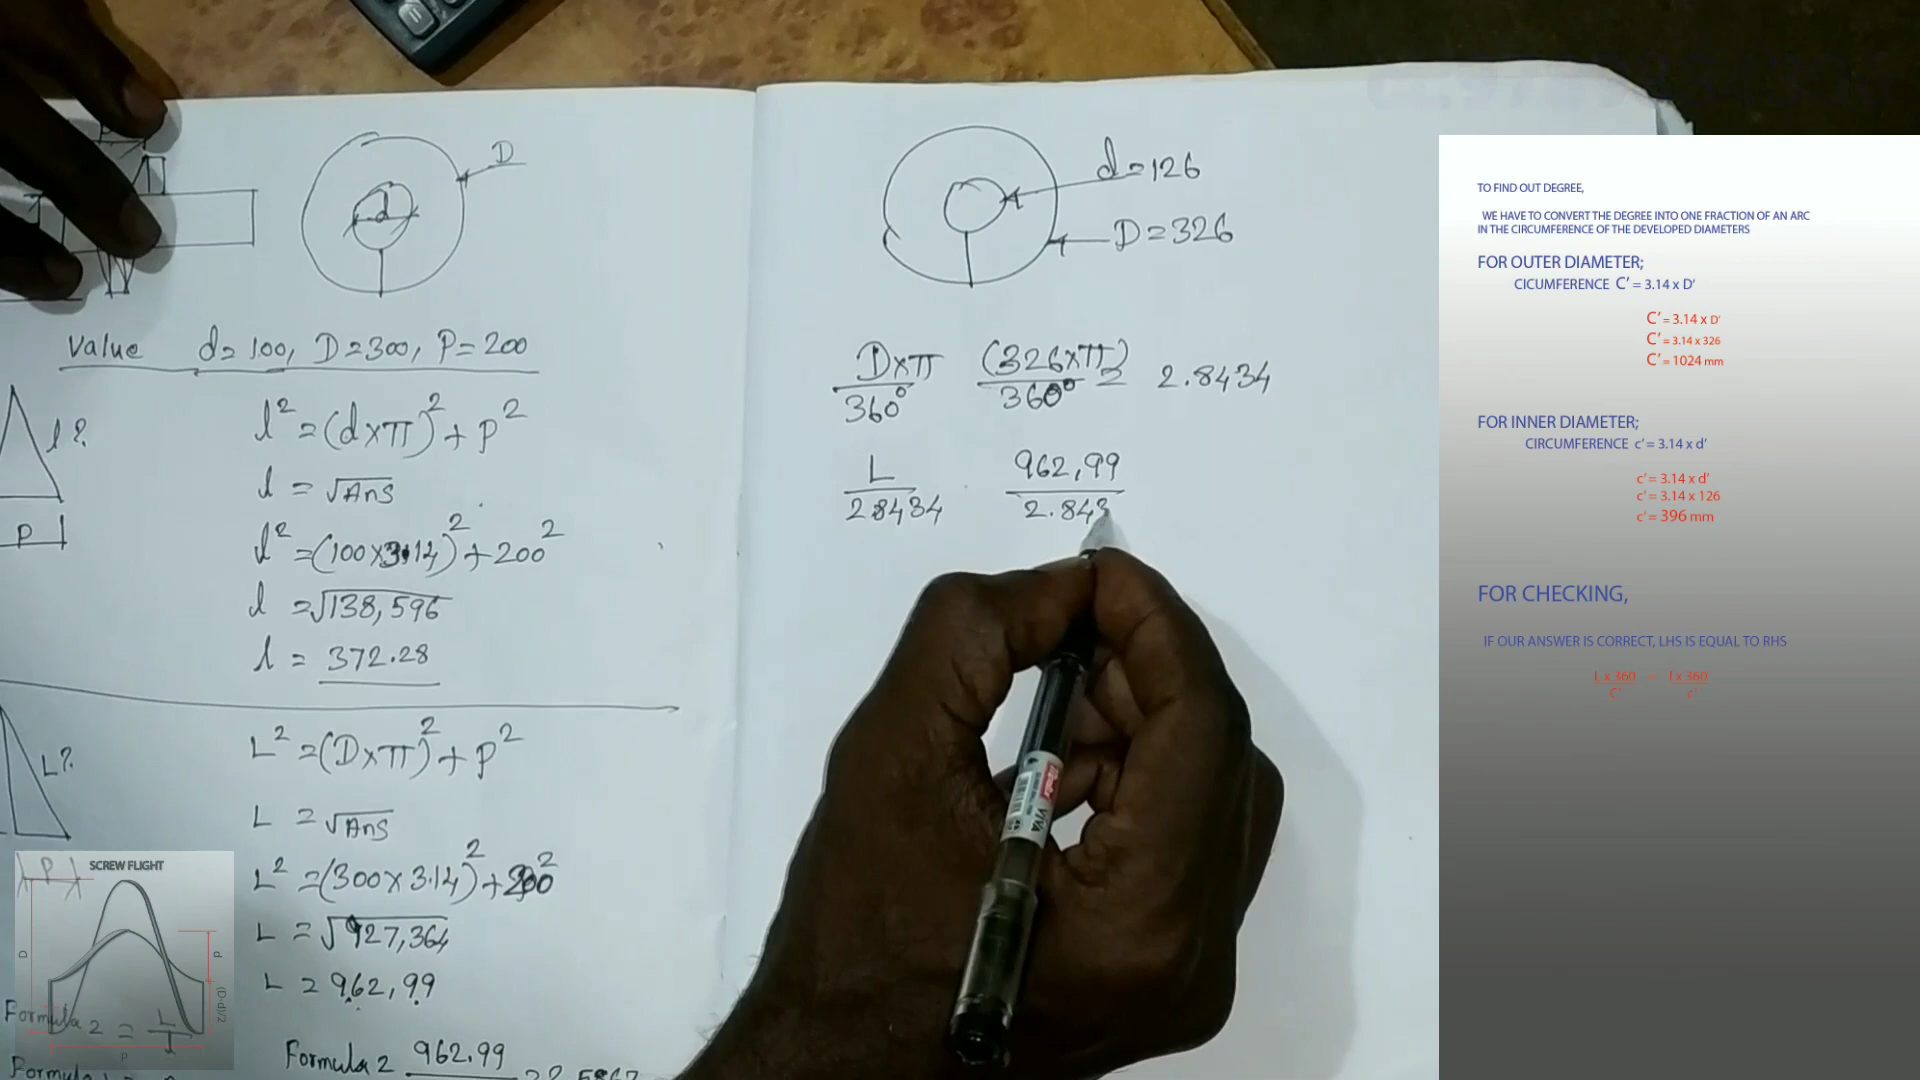 D
d
Value d= 100, D=300, P=200
l?
P
l² =(d×π)²+p²
l = √Ans
l² =(100×3.14)²+200²
l =√138,596
l = 372.28
L?
L² =(D×π)²+p²
L = √Ans
L² =(300×3.14)²+200²
L = √927,364
L = 962,99
P
SCREW FLIGHT
D
d
(D-d)/2
P
Formula 2 = L
Formula 2 962.99
d=126
D=326
D×π (326×π)
360° 360° = 2.8434
L 962,99
2.8434 2.843
TO FIND OUT DEGREE,
WE HAVE TO CONVERT THE DEGREE INTO ONE FRACTION OF AN ARC
IN THE CIRCUMFERENCE OF THE DEVELOPED DIAMETERS
FOR OUTER DIAMETER;
CICUMFERENCE C' = 3.14 x D'
C' = 3.14 x D'
C' = 3.14 x 326
C' = 1024 mm
FOR INNER DIAMETER;
CIRCUMFERENCE c' = 3.14 x d'
c' = 3.14 x d'
c' = 3.14 x 126
c' = 396 mm
FOR CHECKING,
IF OUR ANSWER IS CORRECT, LHS IS EQUAL TO RHS
L x 360 = l x 360
C' c'